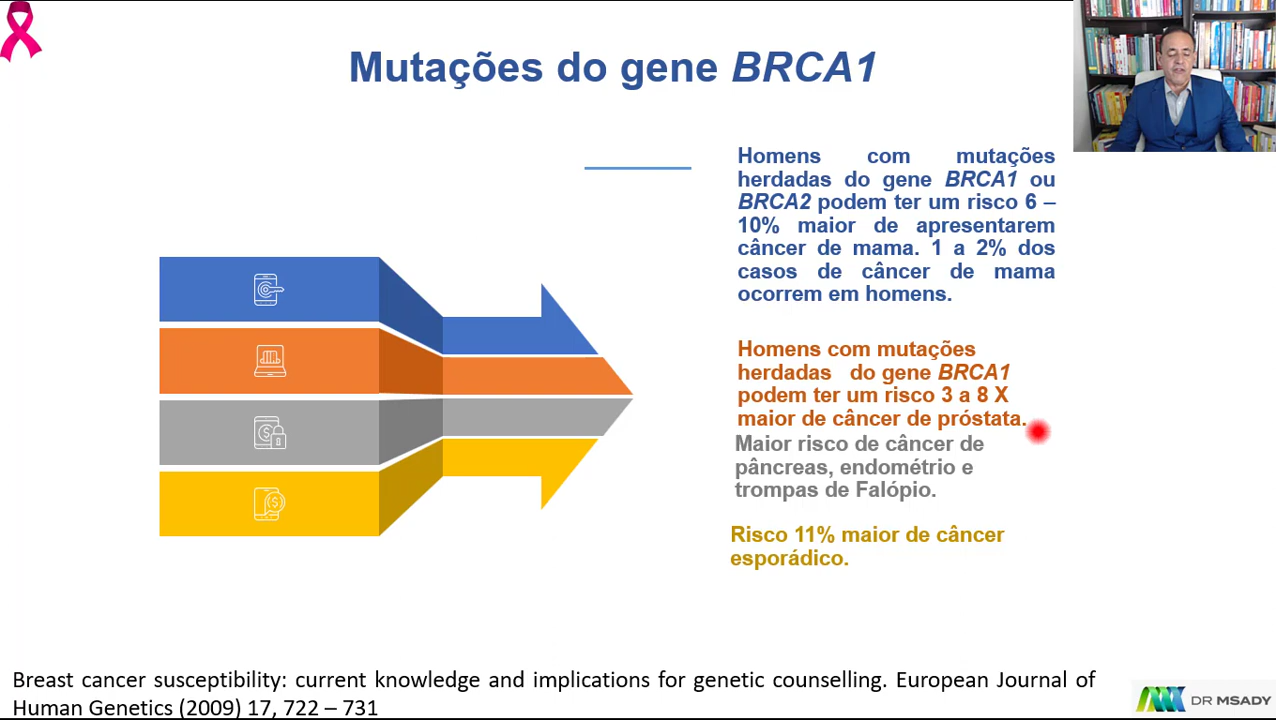 Mutações do gene BRCA1
Homens com mutações
herdadas do gene BRCA1 ou
BRCA2 podem ter um risco 6 –
10% maior de apresentarem
câncer de mama. 1 a 2% dos
casos de câncer de mama
ocorrem em homens.
Homens com mutações
herdadas do gene BRCA1
podem ter um risco 3 a 8 X
maior de câncer de próstata.
Maior risco de câncer de
pâncreas, endométrio e
trompas de Falópio.
Risco 11% maior de câncer
esporádico.
Breast cancer susceptibility: current knowledge and implications for genetic counselling. European Journal of
Human Genetics (2009) 17, 722 – 731
DR MSADY